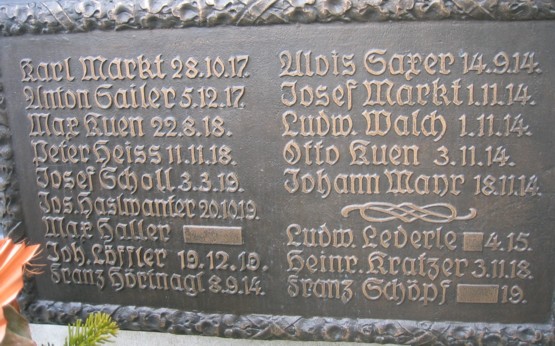 Karl Markt 28.10.17
Anton Sailer 5.12.17
Max Kuen 22.8.18
Peter Heiss 11.11.18
Josef Scholl 23.3.19
Jos. Haslwanter 20.10.19
Max Haller
Joh. Löffler 19.12.19
Franz Hörnagl 8.9.14
Alois Saxer 14.9.14
Josef Markt 1.11.14
Ludw. Walch 1.11.14
Otto Kuen 3.11.14
Johann Mayr 18.11.14
Ludw. Lederle 4.15
Heinr. Kratzer 3.11.18
Franz Schöpf 19